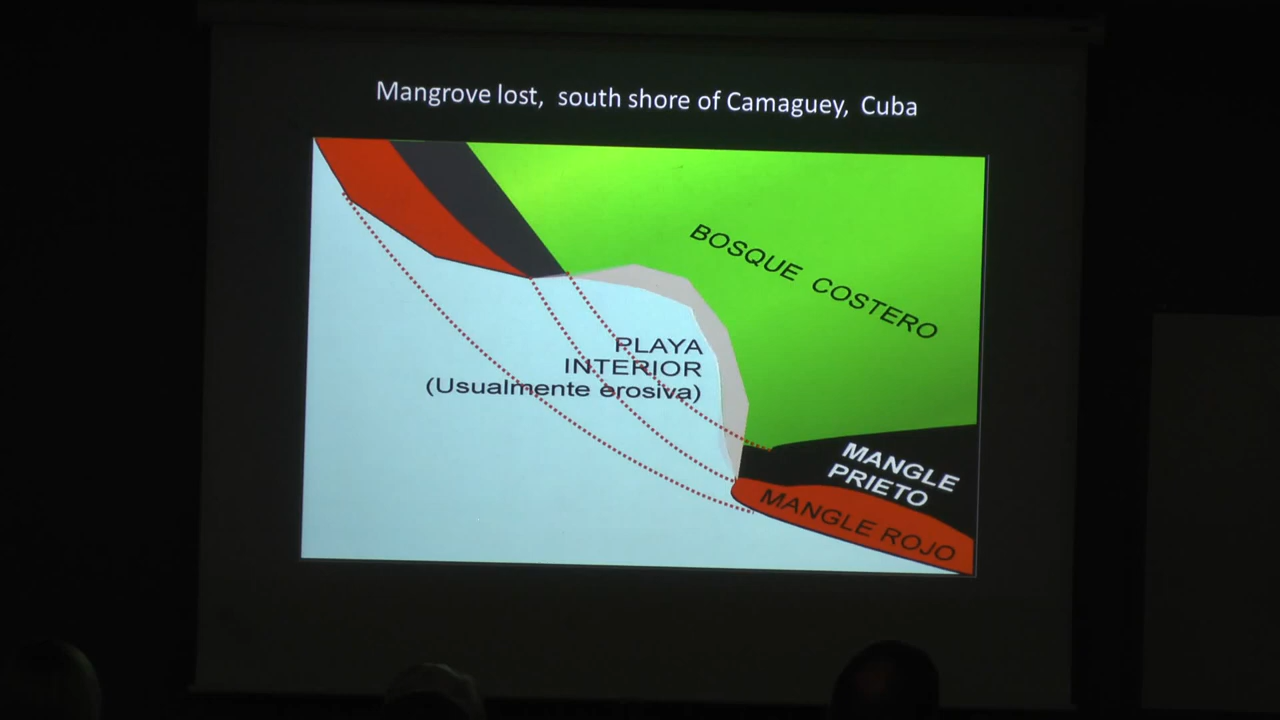 Mangrove lost, south shore of Camaguey, Cuba
BOSQUE COSTERO
PLAYA
INTERIOR
(Usualmente erosiva)
MANGLE
PRIETO
MANGLE ROJO